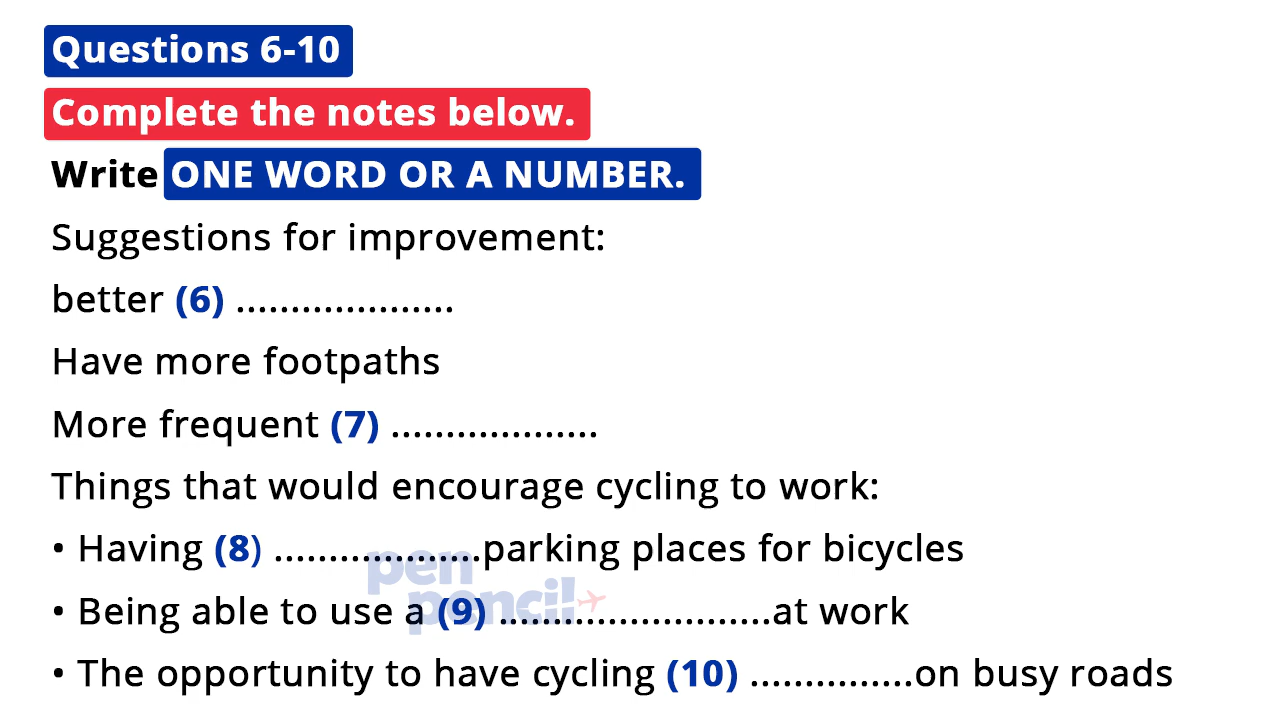 Questions 6-10
Complete the notes below.
Write ONE WORD OR A NUMBER.
Suggestions for improvement:
better (6) ....................
Have more footpaths
More frequent (7) ...................
Things that would encourage cycling to work:
• Having (8) ...................parking places for bicycles
• Being able to use a (9) .........................at work
• The opportunity to have cycling (10) ...............on busy roads
pen
pencil